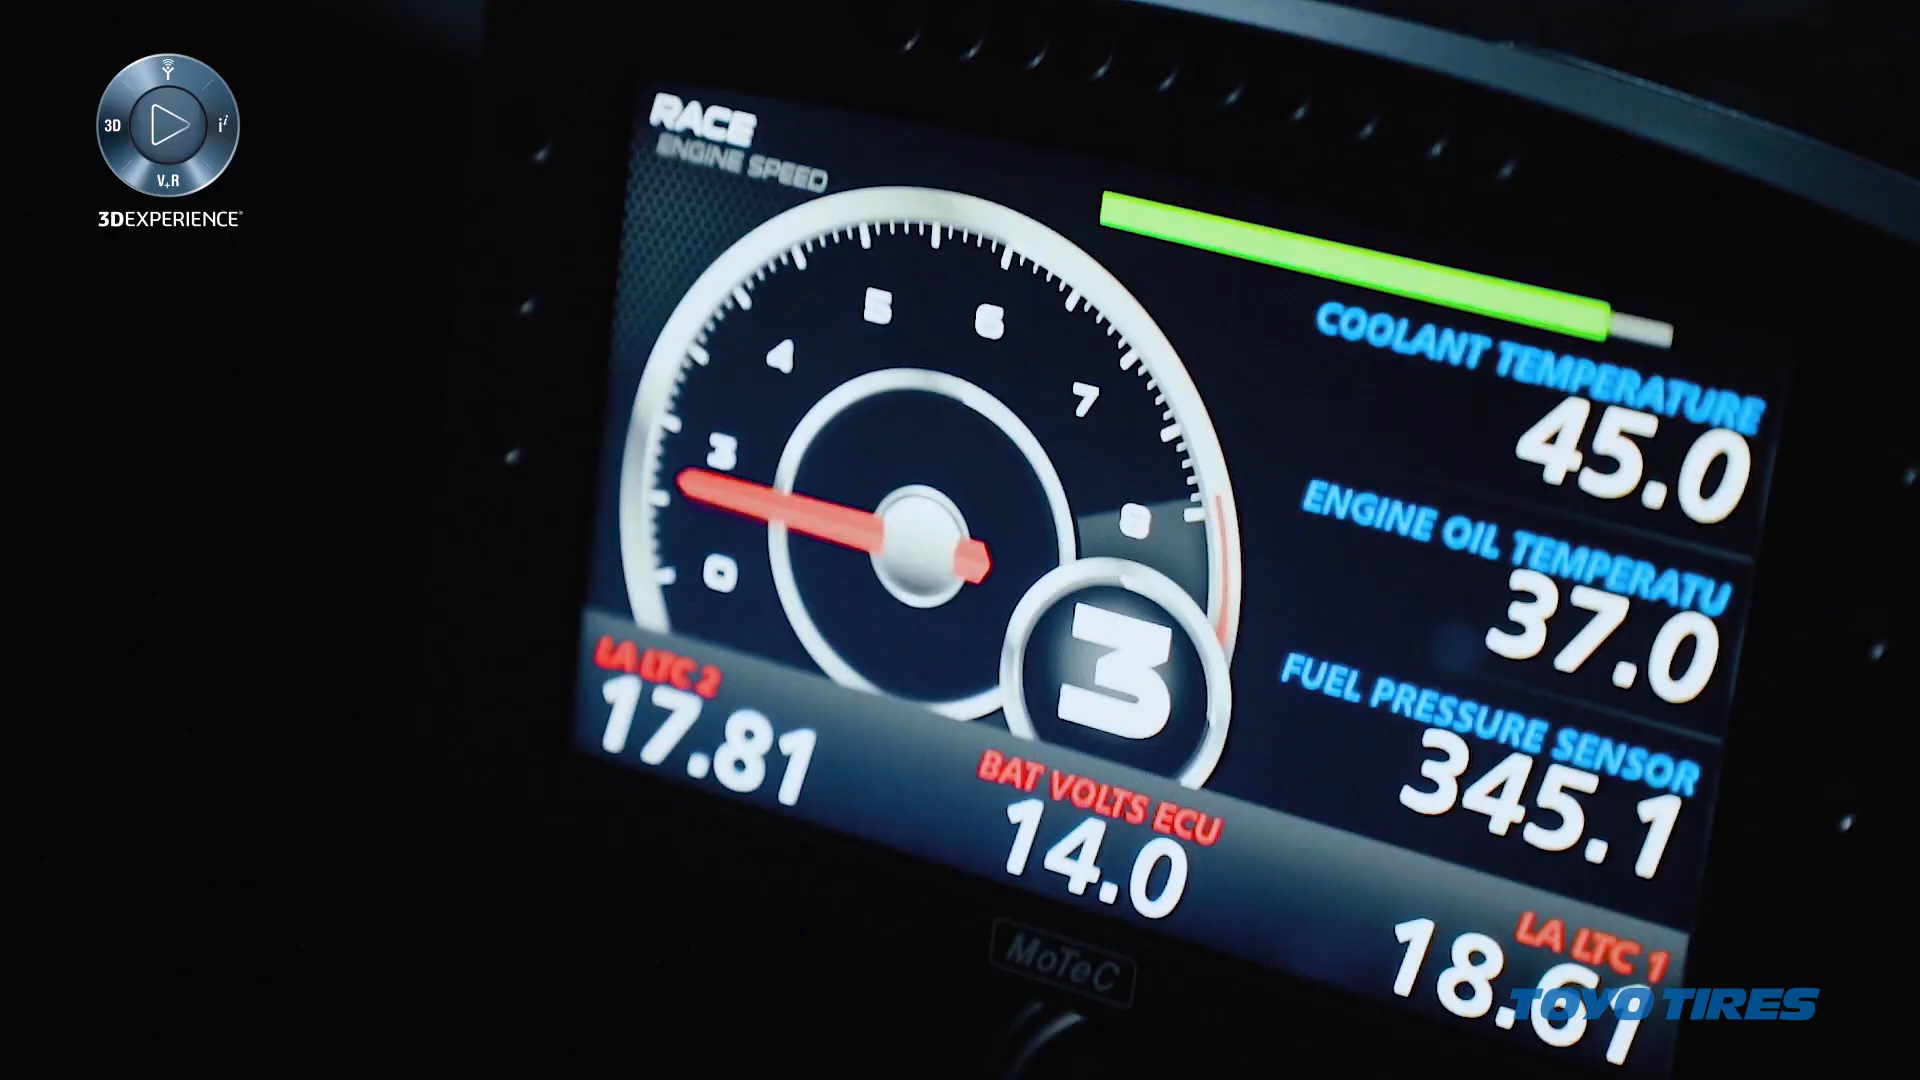 3D
i
V+R
3DEXPERIENCE
RACE
ENGINE SPEED
5
6
4
7
3
8
0
3
COOLANT TEMPERATURE
45.0
ENGINE OIL TEMPERATU
37.0
FUEL PRESSURE SENSOR
345.1
LA LTC 2
17.81
BAT VOLTS ECU
14.0
LA LTC 1
18.61
MoTeC
TOYO TIRES